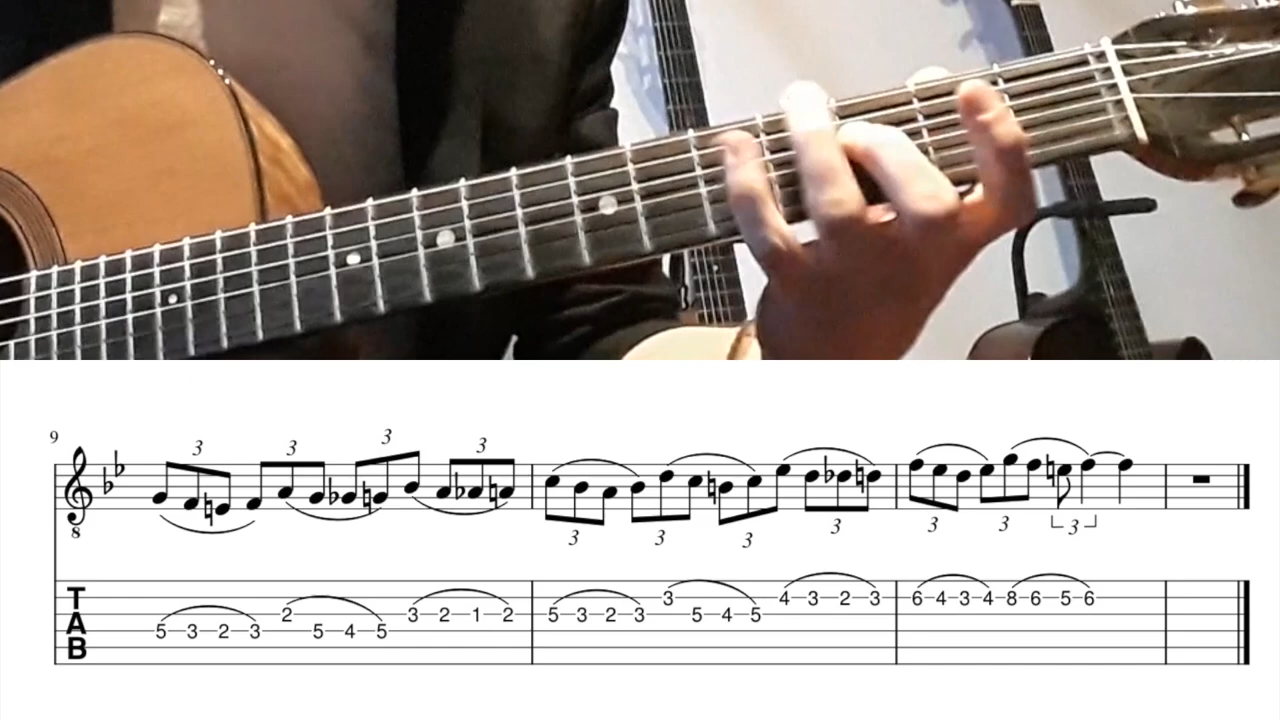 9
3 3 3 3
8
3 3 3 3 3 3 3
T
A
B
4 3 2 3 6 4 3 4 8 6 5 6
2 3 2 1 2 5 3 2 3 3 5 4 5
5 3 2 3 5 4 5